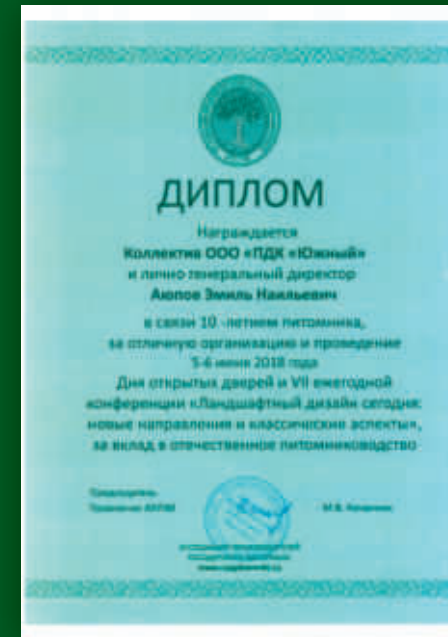 ДИПЛОМ
Награждается
Коллектив ООО «ПДК «Южный»
и лично генеральный директор
Аюпов Эмиль Наильевич
в связи 10 -летием питомника,
за отличную организацию и проведение
5-6 июня 2018 года
Дня открытых дверей и VII ежегодной
конференции «Ландшафтный дизайн сегодня:
новые направления и классические аспекты»,
за вклад в отечественное питомниководство
Председатель